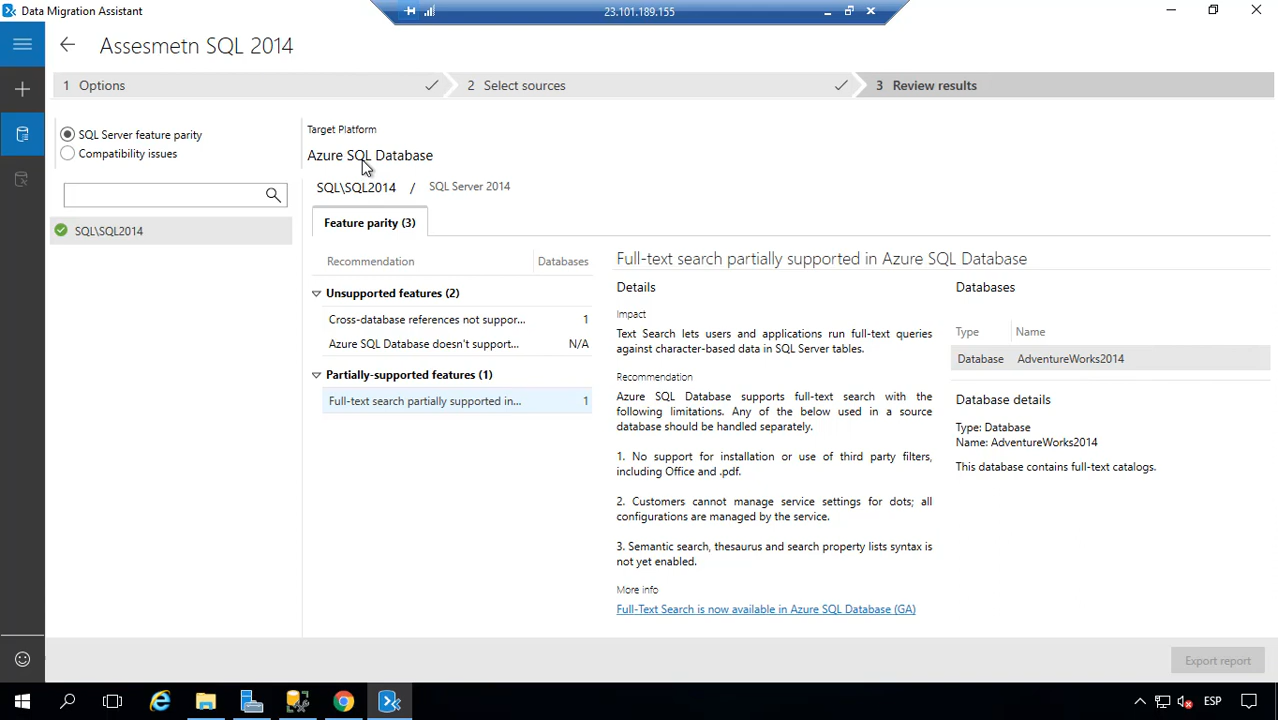 Data Migration Assistant
23.101.189.155
Assesmetn SQL 2014
1 Options
2 Select sources
3 Review results
SQL Server feature parity
Compatibility issues
Target Platform
Azure SQL Database
SQL\SQL2014 / SQL Server 2014
SQL\SQL2014
Feature parity (3)
Recommendation Databases
Unsupported features (2)
Cross-database references not suppor... 1
Azure SQL Database doesn't support... N/A
Partially-supported features (1)
Full-text search partially supported in... 1
Full-text search partially supported in Azure SQL Database
Details
Impact
Text Search lets users and applications run full-text queries
against character-based data in SQL Server tables.
Recommendation
Azure SQL Database supports full-text search with the
following limitations. Any of the below used in a source
database should be handled separately.
1. No support for installation or use of third party filters,
including Office and .pdf.
2. Customers cannot manage service settings for dots; all
configurations are managed by the service.
3. Semantic search, thesaurus and search property lists syntax is
not yet enabled.
More info
Full-Text Search is now available in Azure SQL Database (GA)
Databases
Type Name
Database AdventureWorks2014
Database details
Type: Database
Name: AdventureWorks2014
This database contains full-text catalogs.
Export report
ESP